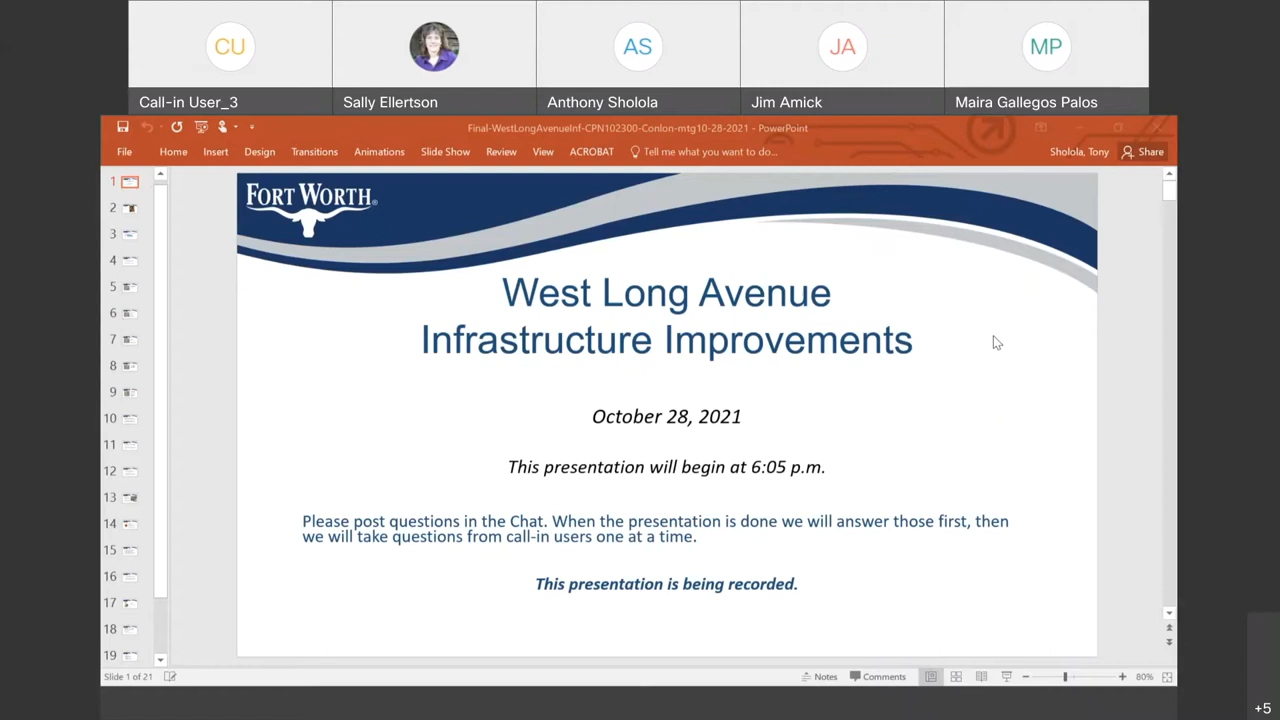 CU
AS
JA
MP
Call-in User_3
Sally Ellertson
Anthony Sholola
Jim Amick
Maira Gallegos Palos
Final-WestLongAvenueInf-CPN102300-Conlon-mtg10-28-2021 - PowerPoint
File Home Insert Design Transitions Animations Slide Show Review View ACROBAT Tell me what you want to do... Sholola, Tony Share
1
2
3
4
5
6
7
8
9
10
11
12
13
14
15
16
17
18
19
FORT WORTH®
West Long Avenue
Infrastructure Improvements
October 28, 2021
This presentation will begin at 6:05 p.m.
Please post questions in the Chat. When the presentation is done we will answer those first, then
we will take questions from call-in users one at a time.
This presentation is being recorded.
Slide 1 of 21 Notes Comments 80%
+5